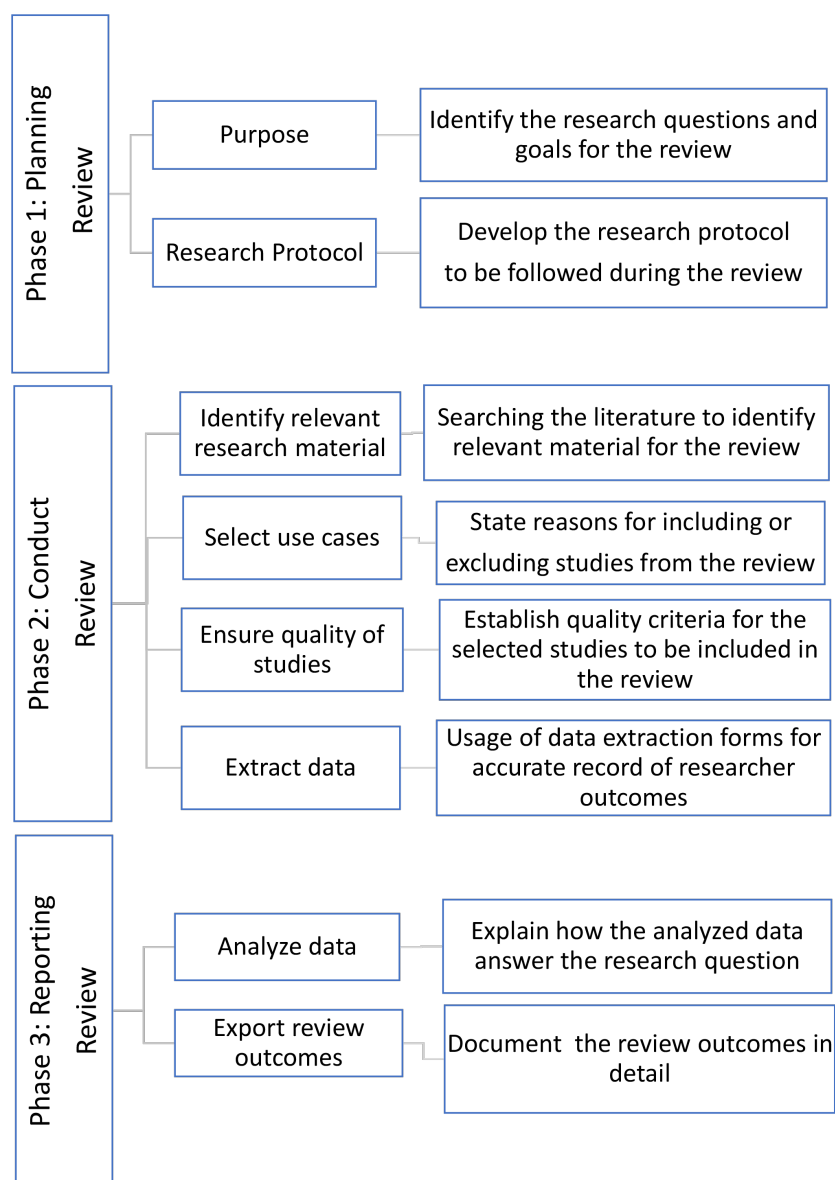 Phase 1: Planning
Review
Purpose
Identify the research questions and
goals for the review
Research Protocol
Develop the research protocol
to be followed during the review
Phase 2: Conduct
Review
Identify relevant
research material
Searching the literature to identify
relevant material for the review
Select use cases
State reasons for including or
excluding studies from the review
Ensure quality of
studies
Establish quality criteria for the
selected studies to be included in
the review
Extract data
Usage of data extraction forms for
accurate record of researcher
outcomes
Phase 3: Reporting
Review
Analyze data
Explain how the analyzed data
answer the research question
Export review
outcomes
Document  the review outcomes in
detail